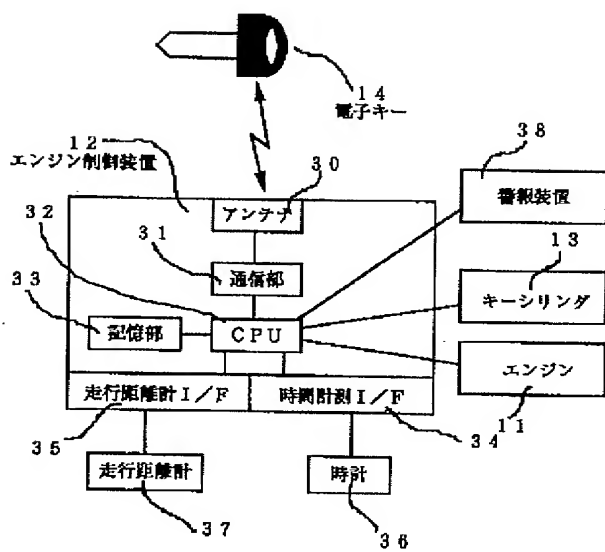 14
電子キー
12
エンジン制御装置
30
38
アンテナ
警報装置
32
31
13
通信部
33
キーシリンダ
記憶部
CPU
エンジン
走行距離計I/F
時間計測I/F
11
35
34
走行距離計
時計
37
36